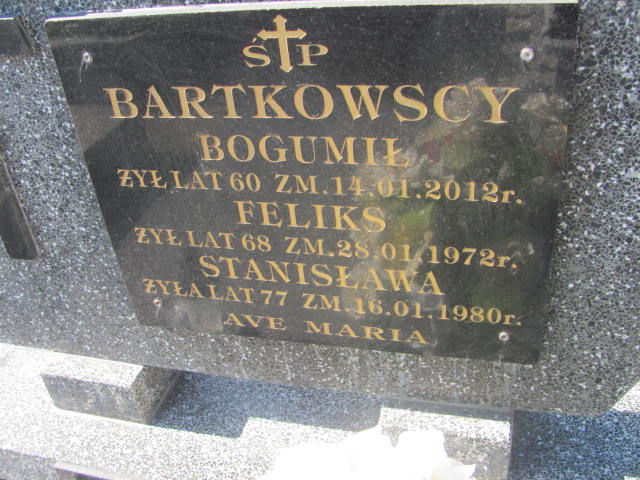 ŚP
BARTKOWSCY
BOGUMIŁ
ŻYŁ LAT 60 ZM. 14.01.2012r.
FELIKS
ŻYŁ LAT 68 ZM. 28.01.1972r.
STANISŁAWA
ŻYŁA LAT 77 ZM. 16.01.1980r.
AVE MARIA